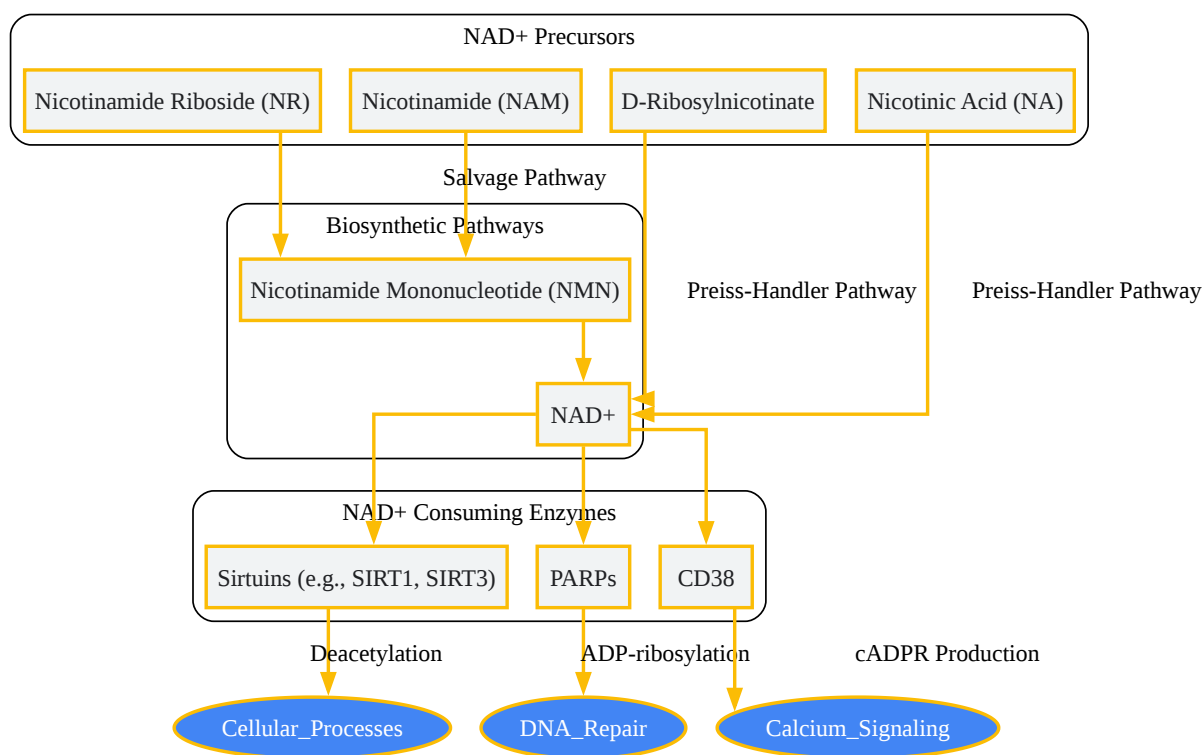 NAD+ Precursors
Nicotinamide Riboside (NR)
Nicotinamide (NAM)
D-Ribosylnicotinate
Nicotinic Acid (NA)
Salvage Pathway
Biosynthetic Pathways
Nicotinamide Mononucleotide (NMN)
Preiss-Handler Pathway
Preiss-Handler Pathway
NAD+
NAD+ Consuming Enzymes
Sirtuins (e.g., SIRT1, SIRT3)
PARPs
CD38
Deacetylation
ADP-ribosylation
cADPR Production
Cellular_Processes
DNA_Repair
Calcium_Signaling